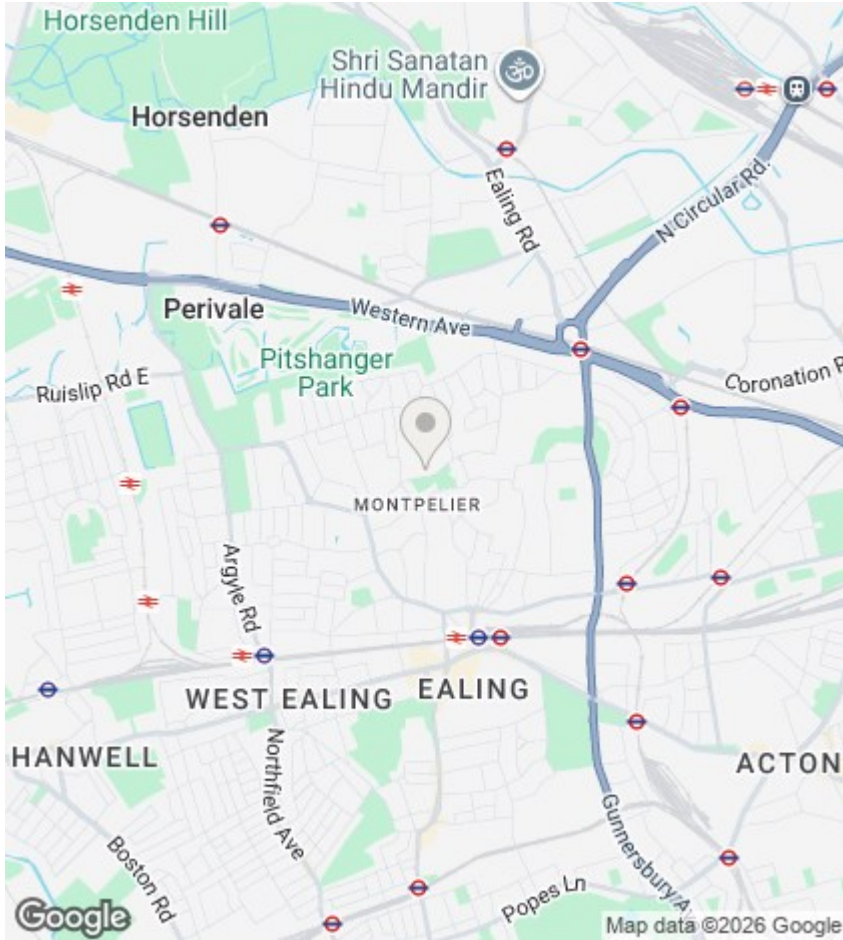 Horsenden Hill
Shri Sanatan
Hindu Mandir
ॐ
Horsenden
Ealing Rd
N Circular Rd.
Perivale
Western Ave
Pitshanger
Park
Ruislip Rd E
Coronation R
MONTPELIER
Argyle Rd
WEST EALING
EALING
HANWELL
Northfield Ave
ACTON
Boston Rd
Gunnersbury Av
Popes Ln
Google
Map data ©2026 Google